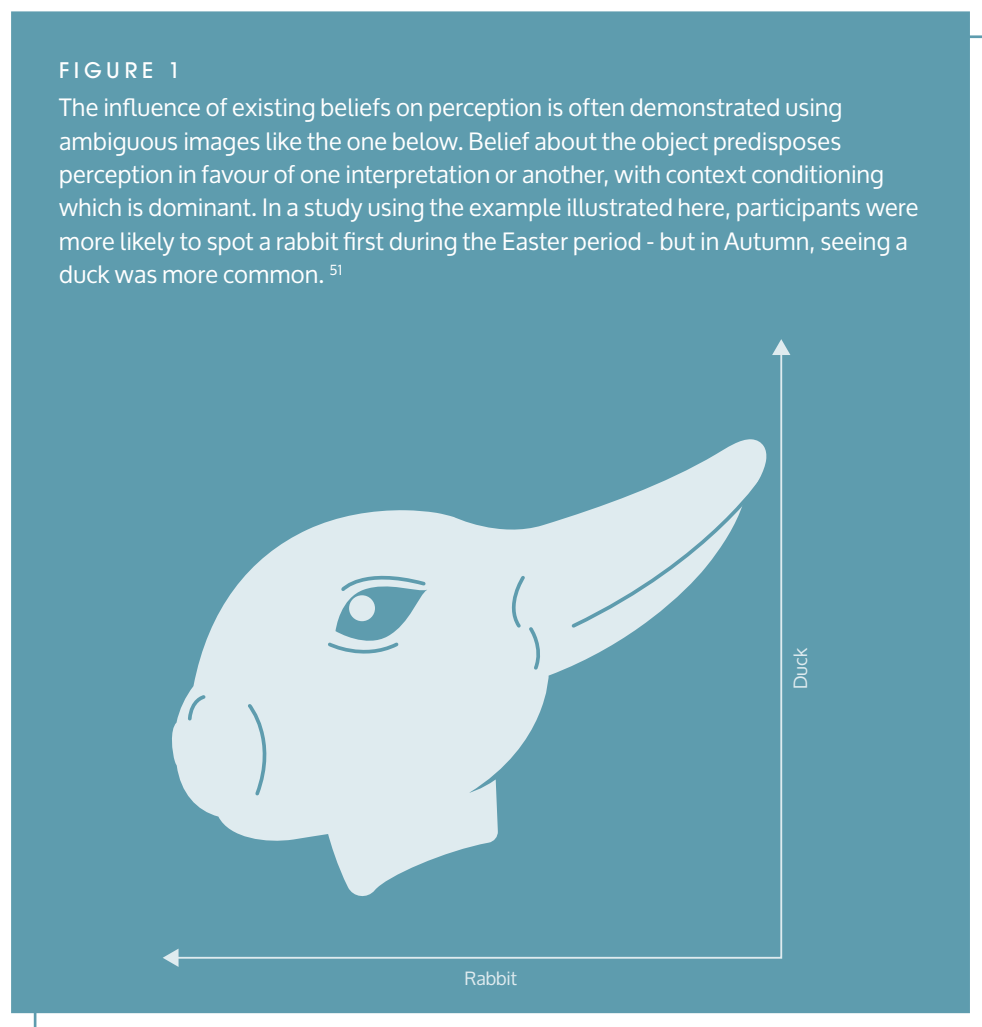 FIGURE 1
The influence of existing beliefs on perception is often demonstrated using
ambiguous images like the one below. Belief about the object predisposes
perception in favour of one interpretation or another, with context conditioning
which is dominant. In a study using the example illustrated here, participants were
more likely to spot a rabbit first during the Easter period - but in Autumn, seeing a
duck was more common. 51
Duck
Rabbit